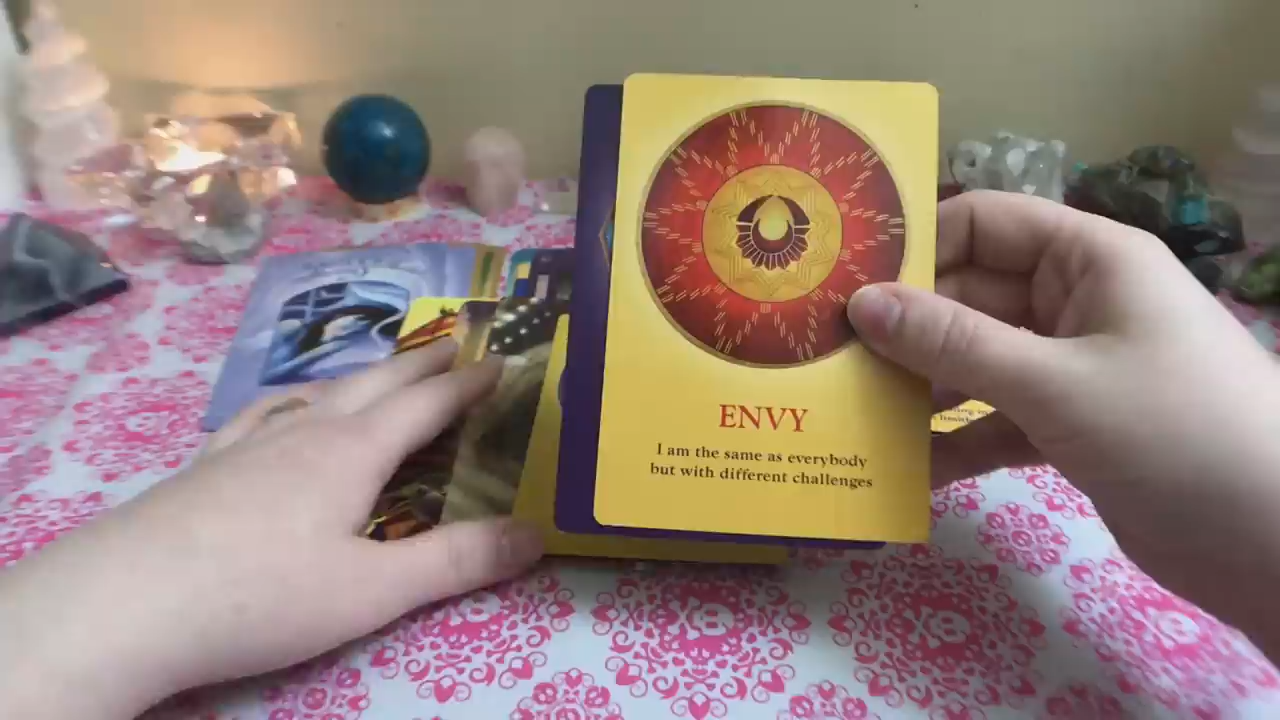 ENVY
I am the same as everybody
but with different challenges